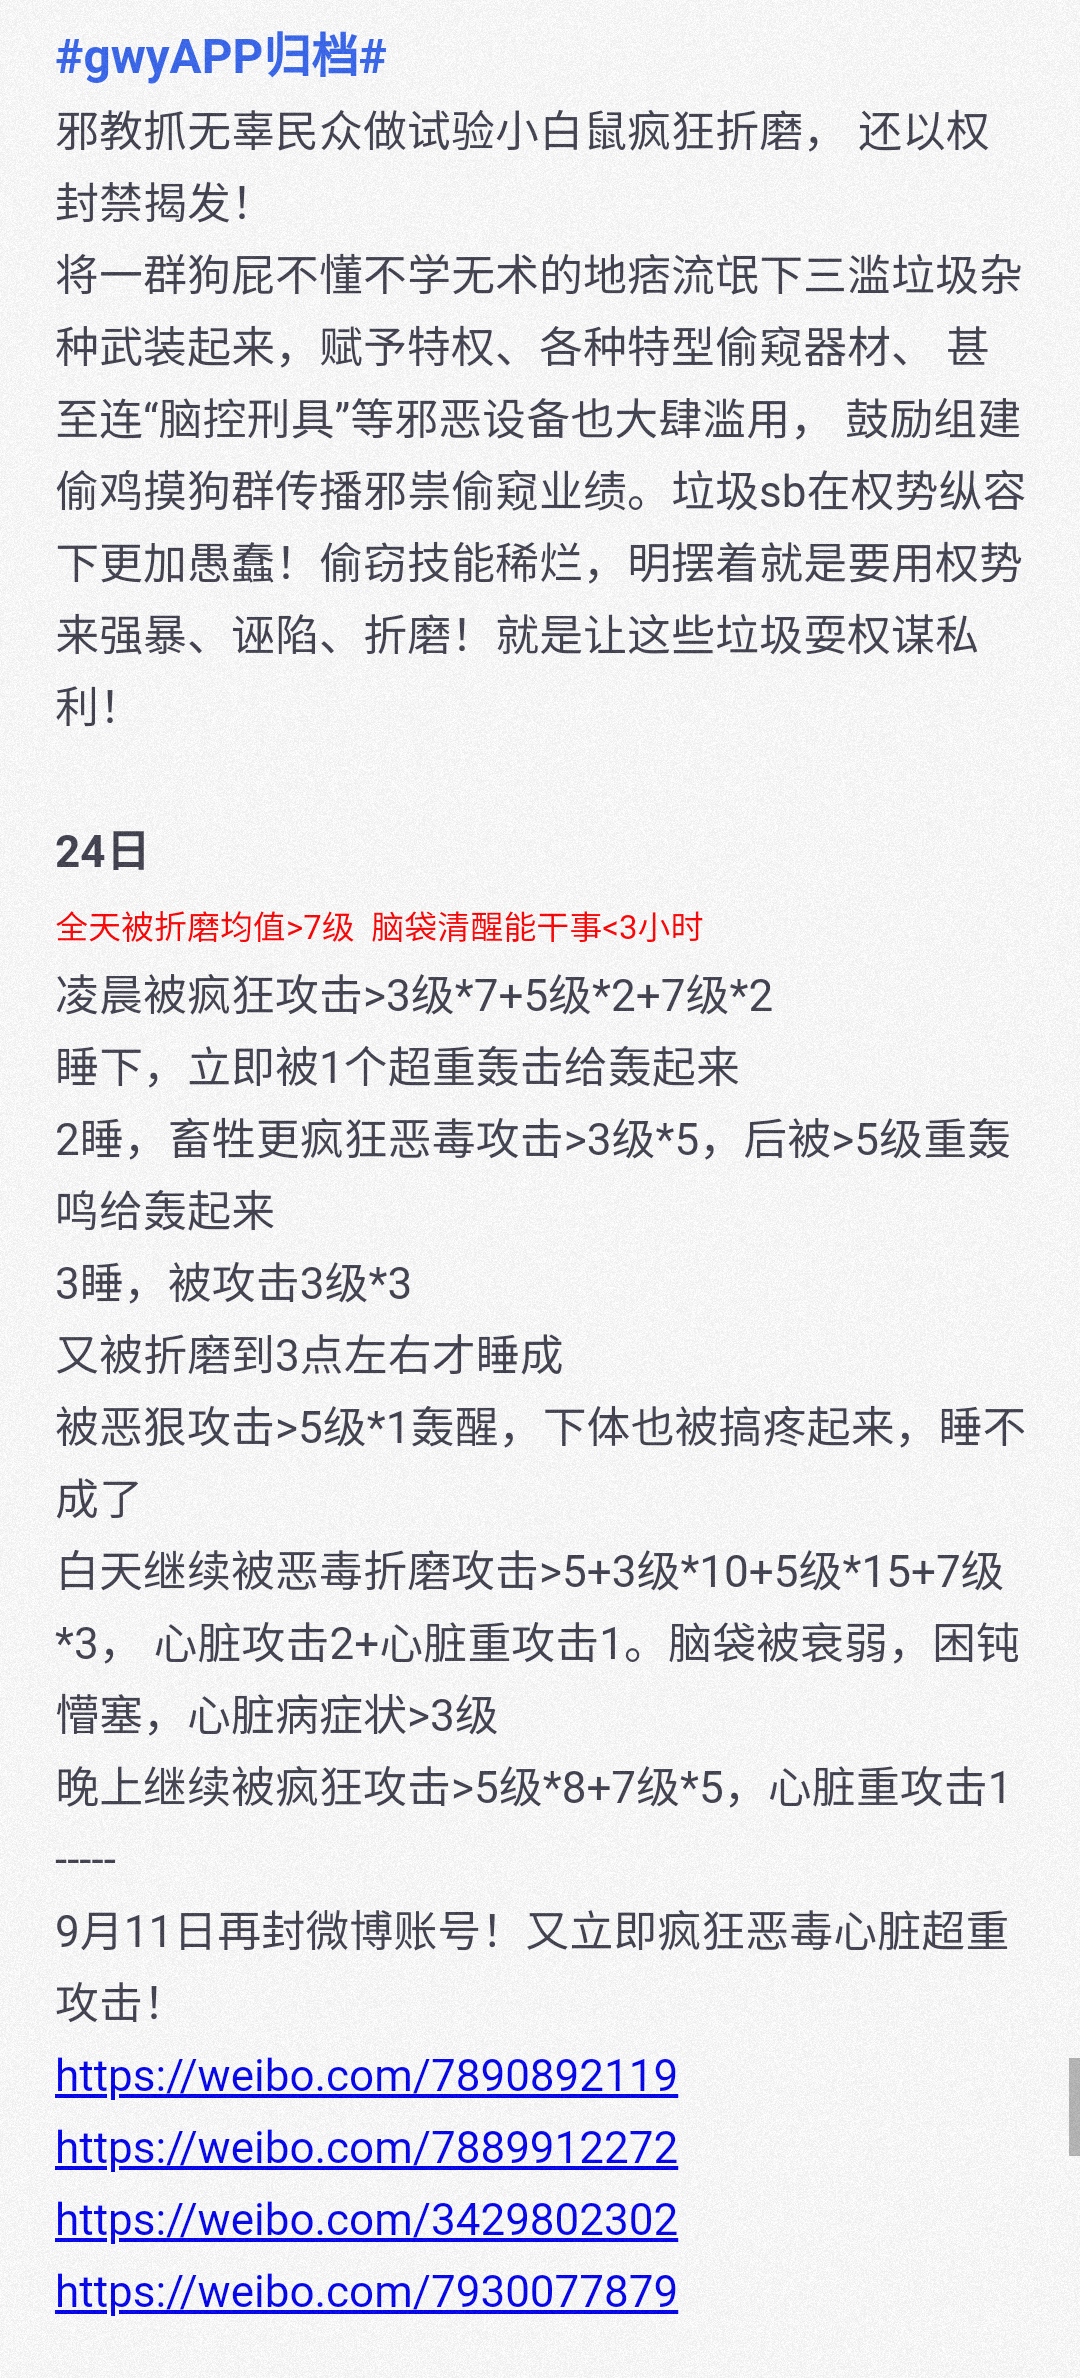 #gwyAPP归档#
邪教抓无辜民众做试验小白鼠疯狂折磨， 还以权
封禁揭发！
将一群狗屁不懂不学无术的地痞流氓下三滥垃圾杂
种武装起来，赋予特权、各种特型偷窥器材、 甚
至连“脑控刑具”等邪恶设备也大肆滥用， 鼓励组建
偷鸡摸狗群传播邪祟偷窥业绩。垃圾sb在权势纵容
下更加愚蠢！偷窃技能稀烂，明摆着就是要用权势
来强暴、诬陷、折磨！就是让这些垃圾耍权谋私
利！
24日
全天被折磨均值>7级 脑袋清醒能干事<3小时
凌晨被疯狂攻击>3级*7+5级*2+7级*2
睡下，立即被1个超重轰击给轰起来
2睡，畜牲更疯狂恶毒攻击>3级*5，后被>5级重轰
鸣给轰起来
3睡，被攻击3级*3
又被折磨到3点左右才睡成
被恶狠攻击>5级*1轰醒，下体也被搞疼起来，睡不
成了
白天继续被恶毒折磨攻击>5+3级*10+5级*15+7级
*3， 心脏攻击2+心脏重攻击1。脑袋被衰弱，困钝
懵塞，心脏病症状>3级
晚上继续被疯狂攻击>5级*8+7级*5，心脏重攻击1
-----
9月11日再封微博账号！又立即疯狂恶毒心脏超重
攻击！
https://weibo.com/7890892119
https://weibo.com/7889912272
https://weibo.com/3429802302
https://weibo.com/7930077879